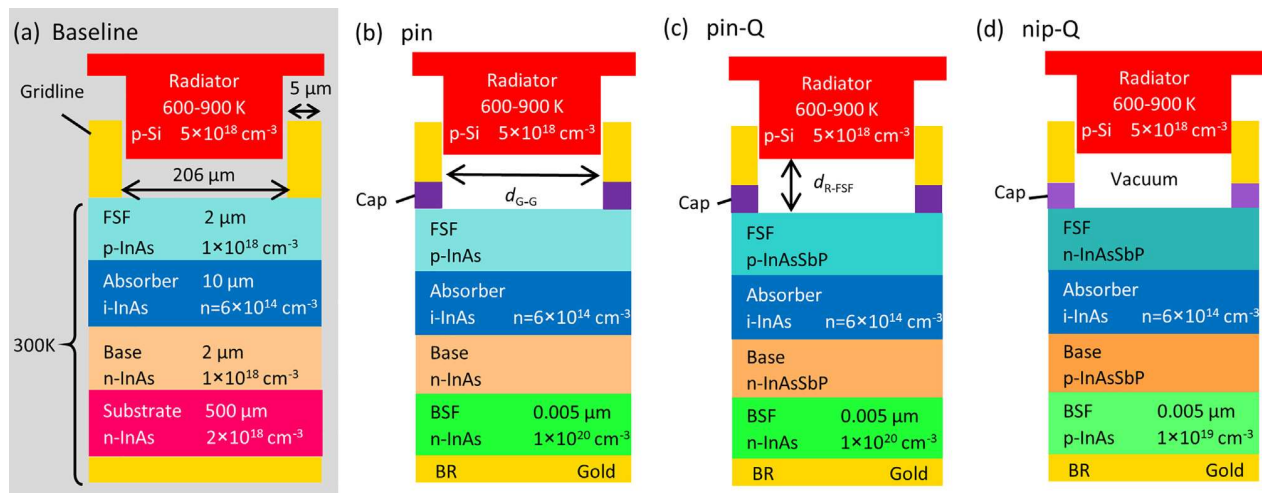 (a) Baseline
Gridline
Radiator
600-900 K
p-Si 5×10¹⁸ cm⁻³
5 μm
206 μm
300K
FSF 2 μm
p-InAs 1×10¹⁸ cm⁻³
Absorber 10 μm
i-InAs n=6×10¹⁴ cm⁻³
Base 2 μm
n-InAs 1×10¹⁸ cm⁻³
Substrate 500 μm
n-InAs 2×10¹⁸ cm⁻³
(b) pin
Radiator
600-900 K
p-Si 5×10¹⁸ cm⁻³
Cap
d_G-G
FSF
p-InAs
Absorber
i-InAs n=6×10¹⁴ cm⁻³
Base
n-InAs
BSF 0.005 μm
n-InAs 1×10²⁰ cm⁻³
BR Gold
(c) pin-Q
Radiator
600-900 K
p-Si 5×10¹⁸ cm⁻³
Cap
d_R-FSF
FSF
p-InAsSbP
Absorber
i-InAs n=6×10¹⁴ cm⁻³
Base
n-InAsSbP
BSF 0.005 μm
n-InAs 1×10²⁰ cm⁻³
BR Gold
(d) nip-Q
Radiator
600-900 K
p-Si 5×10¹⁸ cm⁻³
Cap
Vacuum
FSF
n-InAsSbP
Absorber
i-InAs n=6×10¹⁴ cm⁻³
Base
p-InAsSbP
BSF 0.005 μm
p-InAs 1×10¹⁹ cm⁻³
BR Gold